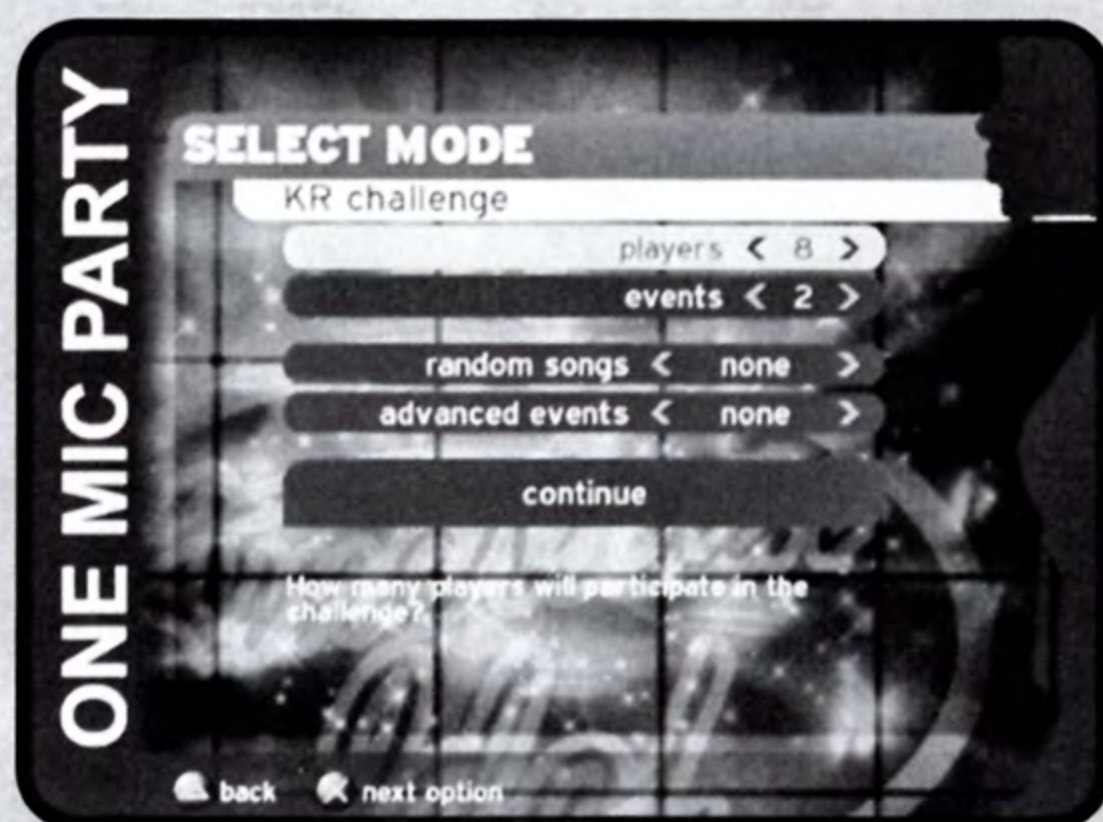 ONE MIC PARTY
SELECT MODE
KR challenge
players < 8 >
events < 2 >
random songs < none >
advanced events < none >
continue
How many players will participate in the
challenge?
back next option